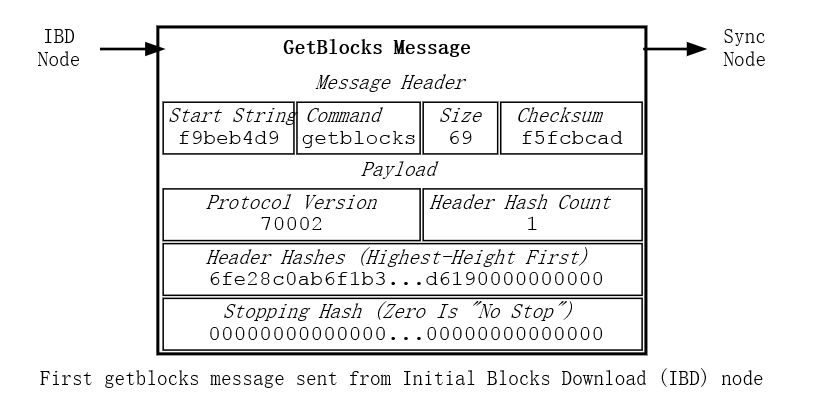 IBD
Node
GetBlocks Message
Sync
Node
Message Header
Start String
f9beb4d9
Command
getblocks
Size
69
Checksum
f5fcbcad
Payload
Protocol Version
70002
Header Hash Count
1
Header Hashes (Highest-Height First)
6fe28c0ab6f1b3...d6190000000000
Stopping Hash (Zero Is "No Stop")
00000000000000...00000000000000
First getblocks message sent from Initial Blocks Download (IBD) node